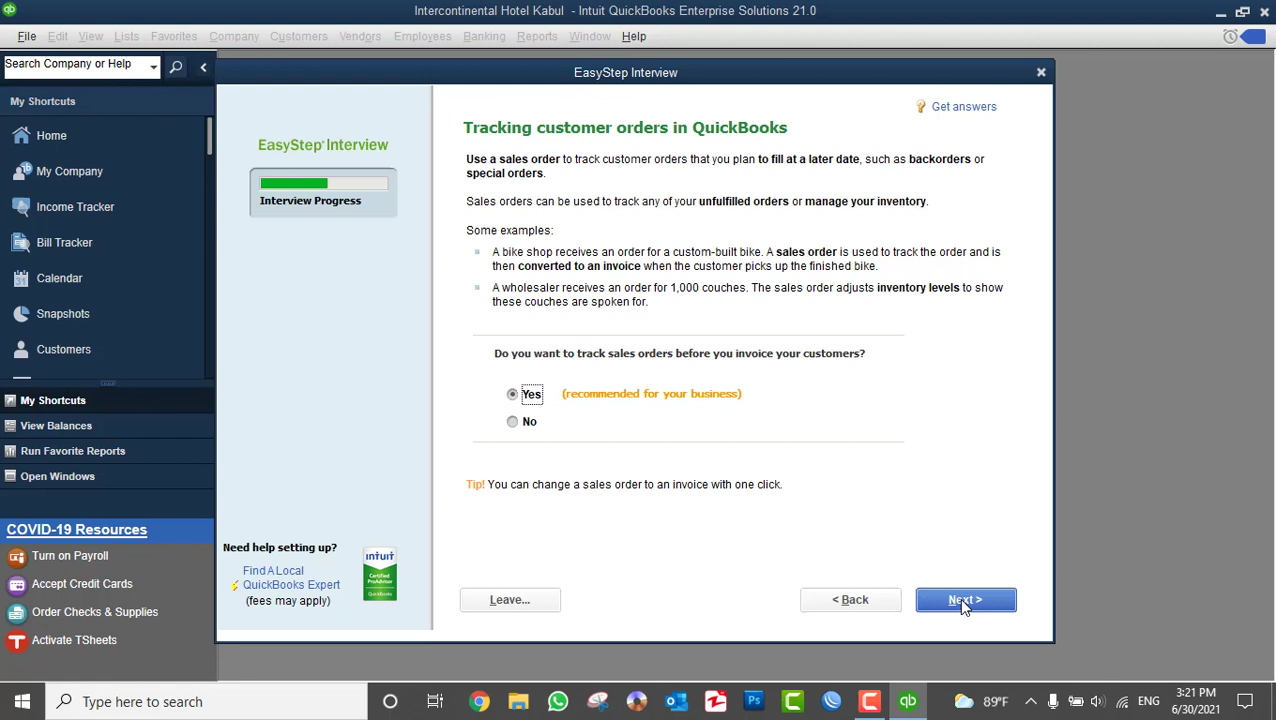 Intercontinental Hotel Kabul - Intuit QuickBooks Enterprise Solutions 21.0
File Edit View Lists Favorites Company Customers Vendors Employees Banking Reports Window Help
Search Company or Help
My Shortcuts
Home
My Company
Income Tracker
Bill Tracker
Calendar
Snapshots
Customers
My Shortcuts
View Balances
Run Favorite Reports
Open Windows
COVID-19 Resources
Turn on Payroll
Accept Credit Cards
Order Checks & Supplies
Activate TSheets
EasyStep Interview
EasyStep Interview
Interview Progress
Need help setting up?
Find A Local
QuickBooks Expert
(fees may apply)
intuit
Certified
ProAdvisor
QuickBooks
Get answers
Tracking customer orders in QuickBooks
Use a sales order to track customer orders that you plan to fill at a later date, such as backorders or
special orders.
Sales orders can be used to track any of your unfulfilled orders or manage your inventory.
Some examples:
A bike shop receives an order for a custom-built bike. A sales order is used to track the order and is
then converted to an invoice when the customer picks up the finished bike.
A wholesaler receives an order for 1,000 couches. The sales order adjusts inventory levels to show
these couches are spoken for.
Do you want to track sales orders before you invoice your customers?
Yes (recommended for your business)
No
Tip! You can change a sales order to an invoice with one click.
Leave...
< Back
Next >
Type here to search
89°F
ENG
3:21 PM
6/30/2021